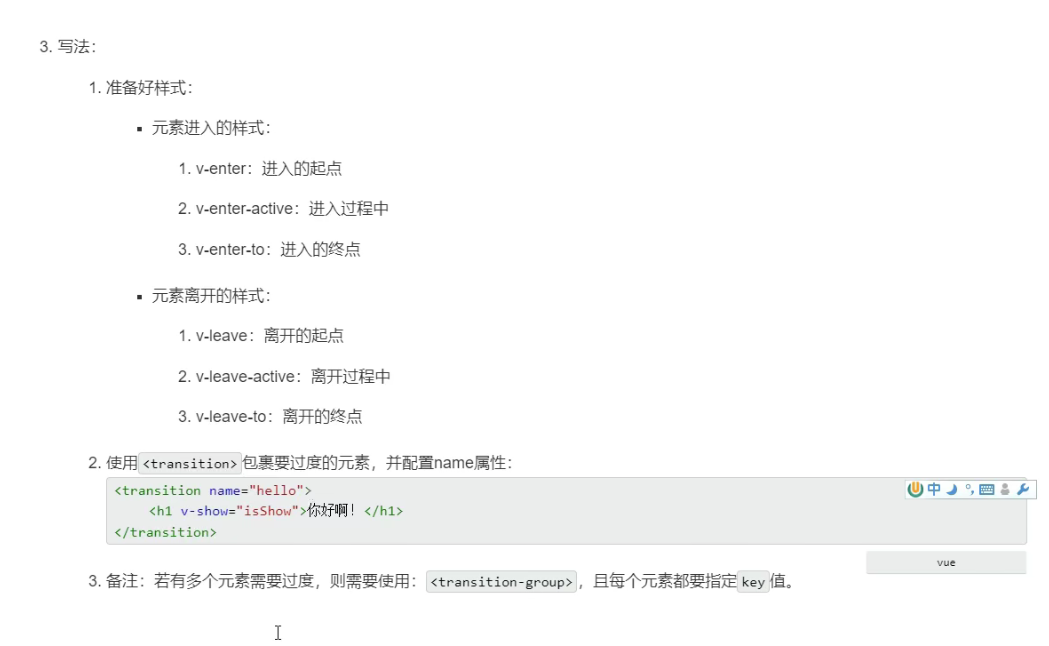 3. 写法：
1. 准备好样式：
▪ 元素进入的样式：
1. v-enter：进入的起点
2. v-enter-active：进入过程中
3. v-enter-to：进入的终点
▪ 元素离开的样式：
1. v-leave：离开的起点
2. v-leave-active：离开过程中
3. v-leave-to：离开的终点
2. 使用<transition>包裹要过度的元素，并配置name属性：
<transition name="hello">
<h1 v-show="isShow">你好啊！</h1>
</transition>
中
vue
3. 备注：若有多个元素需要过度，则需要使用：<transition-group>，且每个元素都要指定key值。